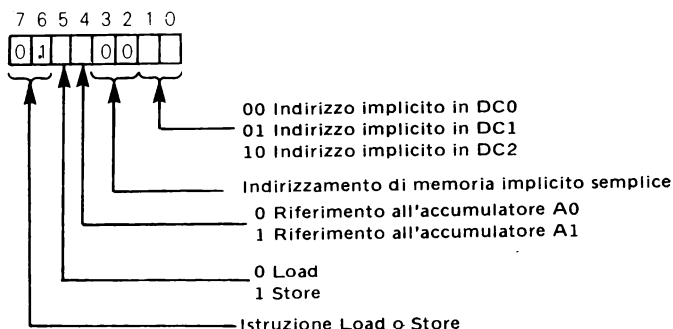 7 6 5 4 3 2 1 0
0 1 0 0
00 Indirizzo implicito in DC0
01 Indirizzo implicito in DC1
10 Indirizzo implicito in DC2
Indirizzamento di memoria implicito semplice
0 Riferimento all'accumulatore A0
1 Riferimento all'accumulatore A1
0 Load
1 Store
Istruzione Load o Store